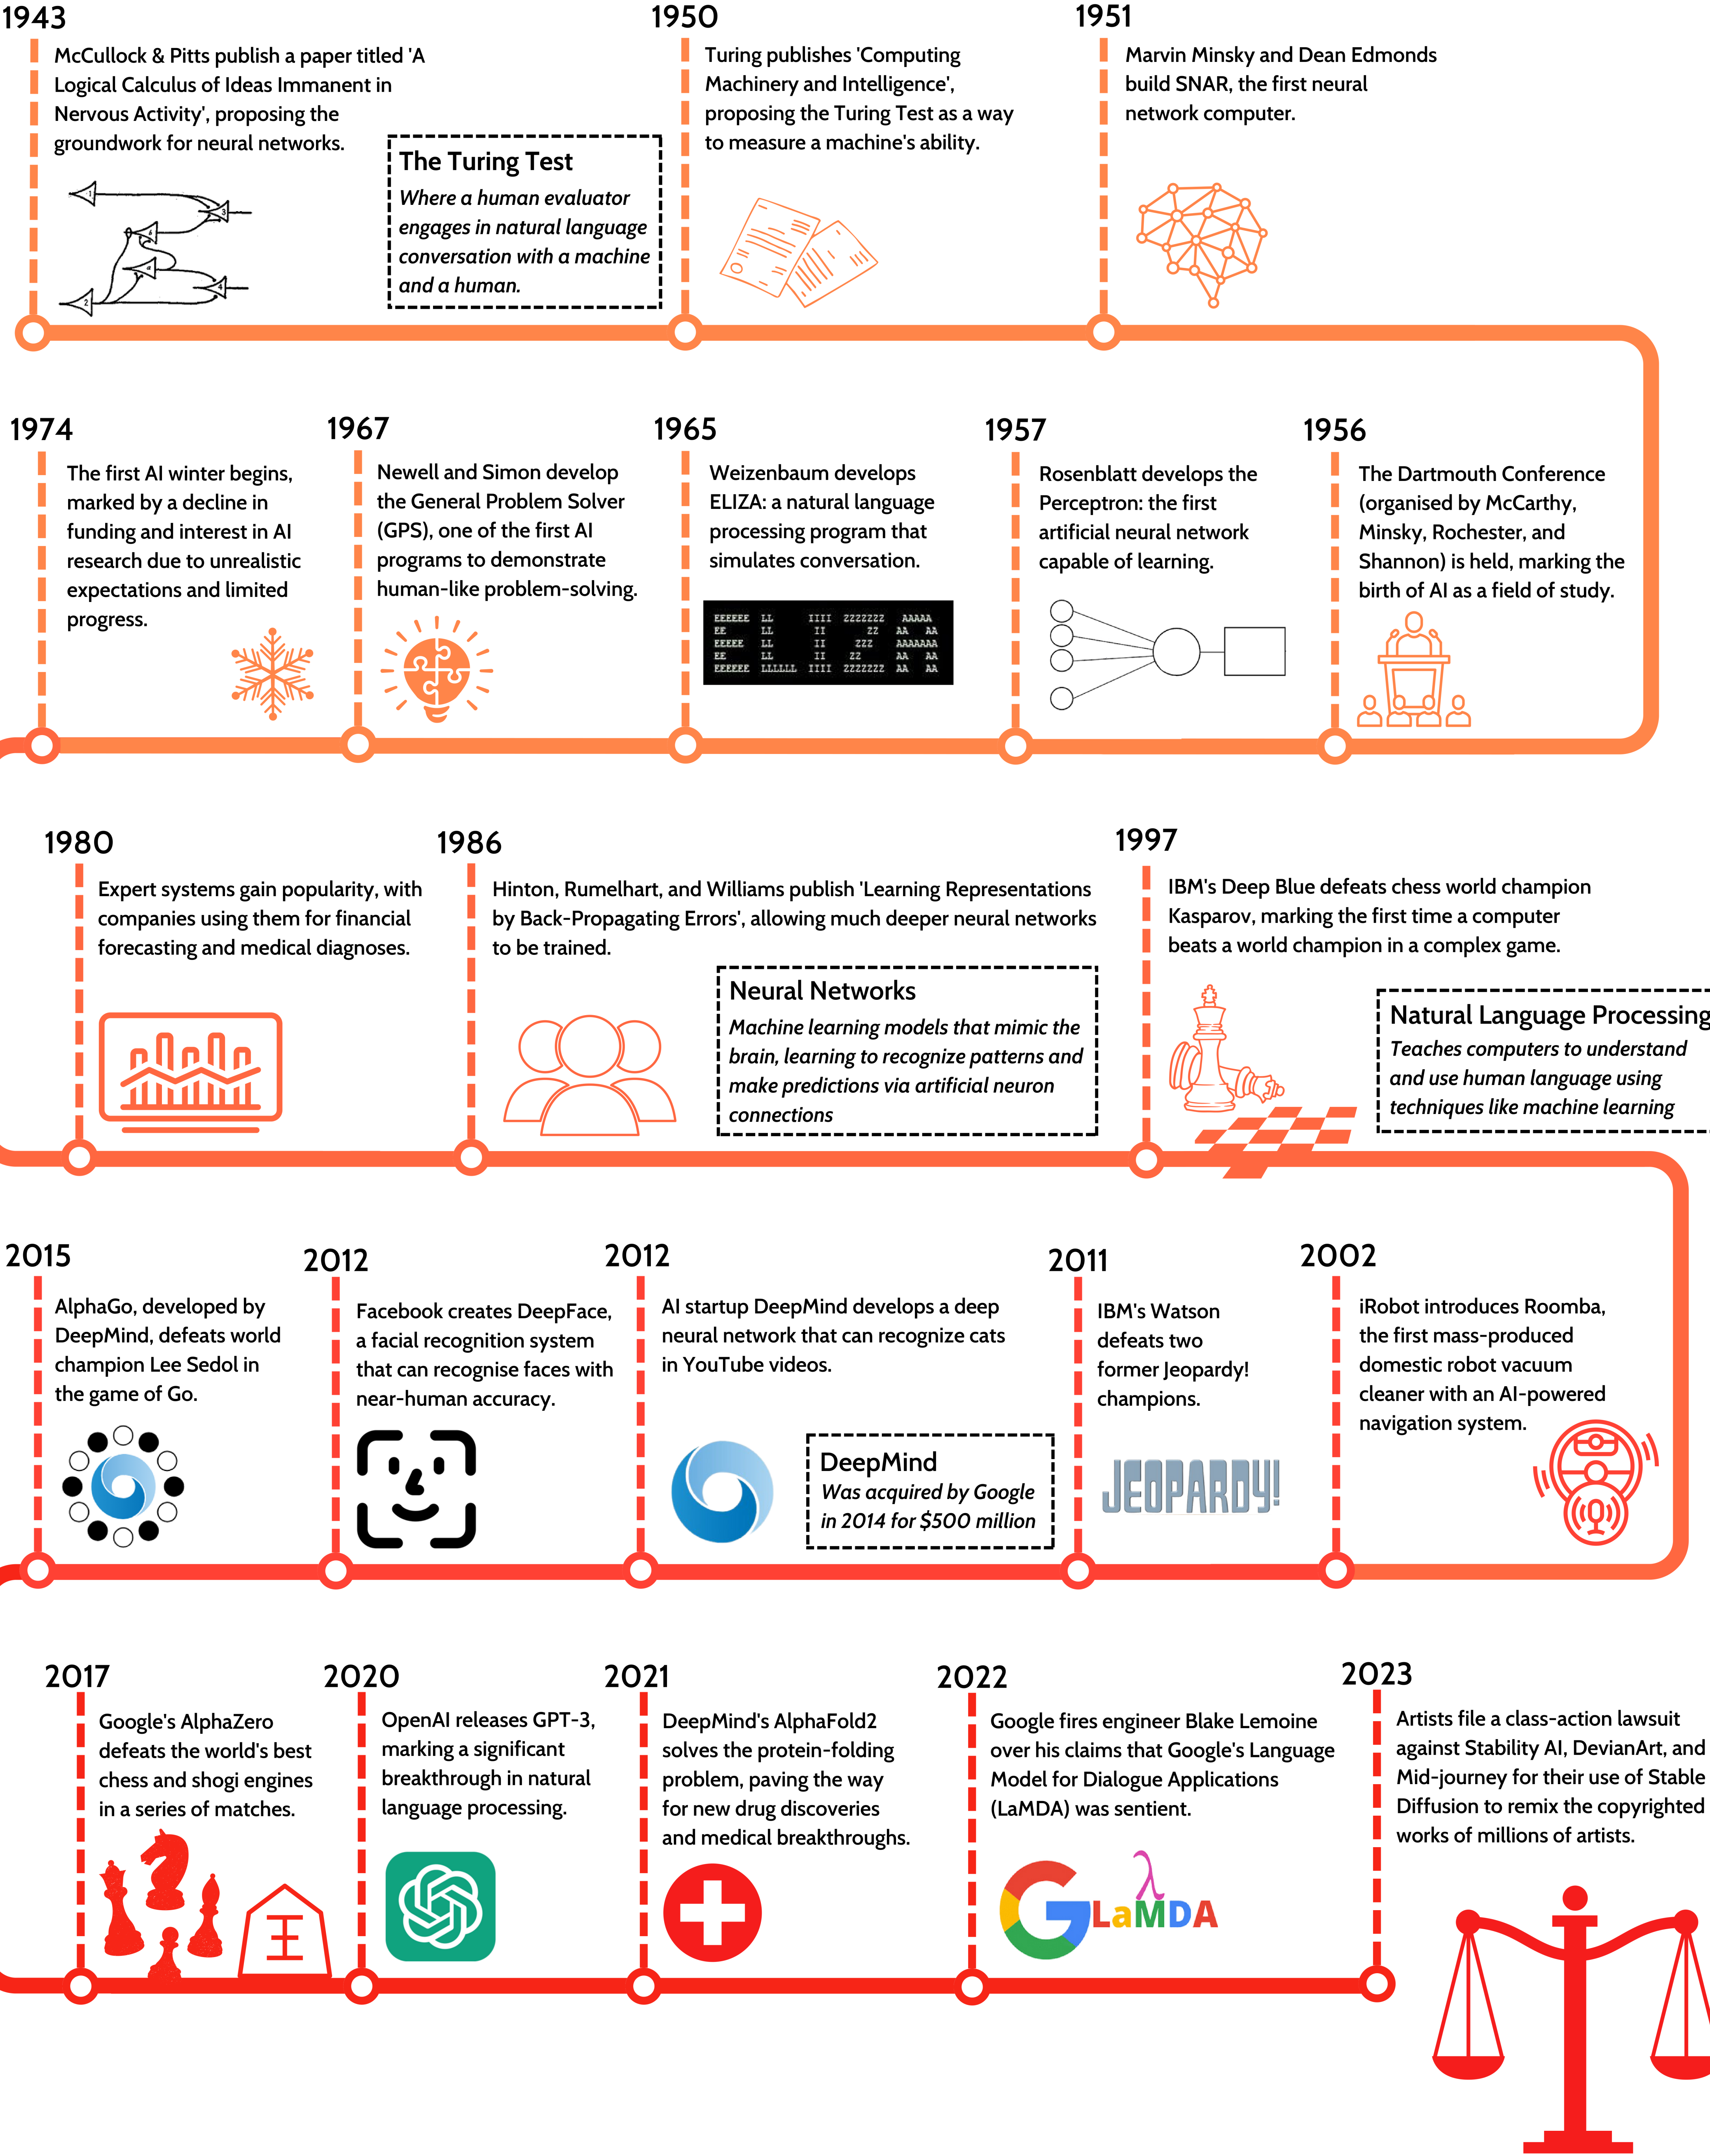 1943
McCullock & Pitts publish a paper titled 'A
Logical Calculus of Ideas Immanent in
Nervous Activity', proposing the
groundwork for neural networks.
1
3
6
a
2
4
The Turing Test
Where a human evaluator
engages in natural language
conversation with a machine
and a human.
1950
Turing publishes 'Computing
Machinery and Intelligence',
proposing the Turing Test as a way
to measure a machine's ability.
1951
Marvin Minsky and Dean Edmonds
build SNAR, the first neural
network computer.
1974
The first AI winter begins,
marked by a decline in
funding and interest in AI
research due to unrealistic
expectations and limited
progress.
1967
Newell and Simon develop
the General Problem Solver
(GPS), one of the first AI
programs to demonstrate
human-like problem-solving.
1965
Weizenbaum develops
ELIZA: a natural language
processing program that
simulates conversation.
EEEEEE LL IIII ZZZZZZZ AAAAA
EE LL II ZZ AA AA
EEEEE LL II ZZZ AAAAAAA
EE LL II ZZ AA AA
EEEEEE LLLLLL IIII ZZZZZZZ AA AA
1957
Rosenblatt develops the
Perceptron: the first
artificial neural network
capable of learning.
1956
The Dartmouth Conference
(organised by McCarthy,
Minsky, Rochester, and
Shannon) is held, marking the
birth of AI as a field of study.
1980
Expert systems gain popularity, with
companies using them for financial
forecasting and medical diagnoses.
1986
Hinton, Rumelhart, and Williams publish 'Learning Representations
by Back-Propagating Errors', allowing much deeper neural networks
to be trained.
Neural Networks
Machine learning models that mimic the
brain, learning to recognize patterns and
make predictions via artificial neuron
connections
1997
IBM's Deep Blue defeats chess world champion
Kasparov, marking the first time a computer
beats a world champion in a complex game.
Natural Language Processing
Teaches computers to understand
and use human language using
techniques like machine learning
2015
AlphaGo, developed by
DeepMind, defeats world
champion Lee Sedol in
the game of Go.
2012
Facebook creates DeepFace,
a facial recognition system
that can recognise faces with
near-human accuracy.
2012
AI startup DeepMind develops a deep
neural network that can recognize cats
in YouTube videos.
DeepMind
Was acquired by Google
in 2014 for $500 million
2011
IBM's Watson
defeats two
former Jeopardy!
champions.
JEOPARDY!
2002
iRobot introduces Roomba,
the first mass-produced
domestic robot vacuum
cleaner with an AI-powered
navigation system.
2017
Google's AlphaZero
defeats the world's best
chess and shogi engines
in a series of matches.
王
2020
OpenAI releases GPT-3,
marking a significant
breakthrough in natural
language processing.
2021
DeepMind's AlphaFold2
solves the protein-folding
problem, paving the way
for new drug discoveries
and medical breakthroughs.
2022
Google fires engineer Blake Lemoine
over his claims that Google's Language
Model for Dialogue Applications
(LaMDA) was sentient.
G
λ
LaMDA
2023
Artists file a class-action lawsuit
against Stability AI, DevianArt, and
Mid-journey for their use of Stable
Diffusion to remix the copyrighted
works of millions of artists.